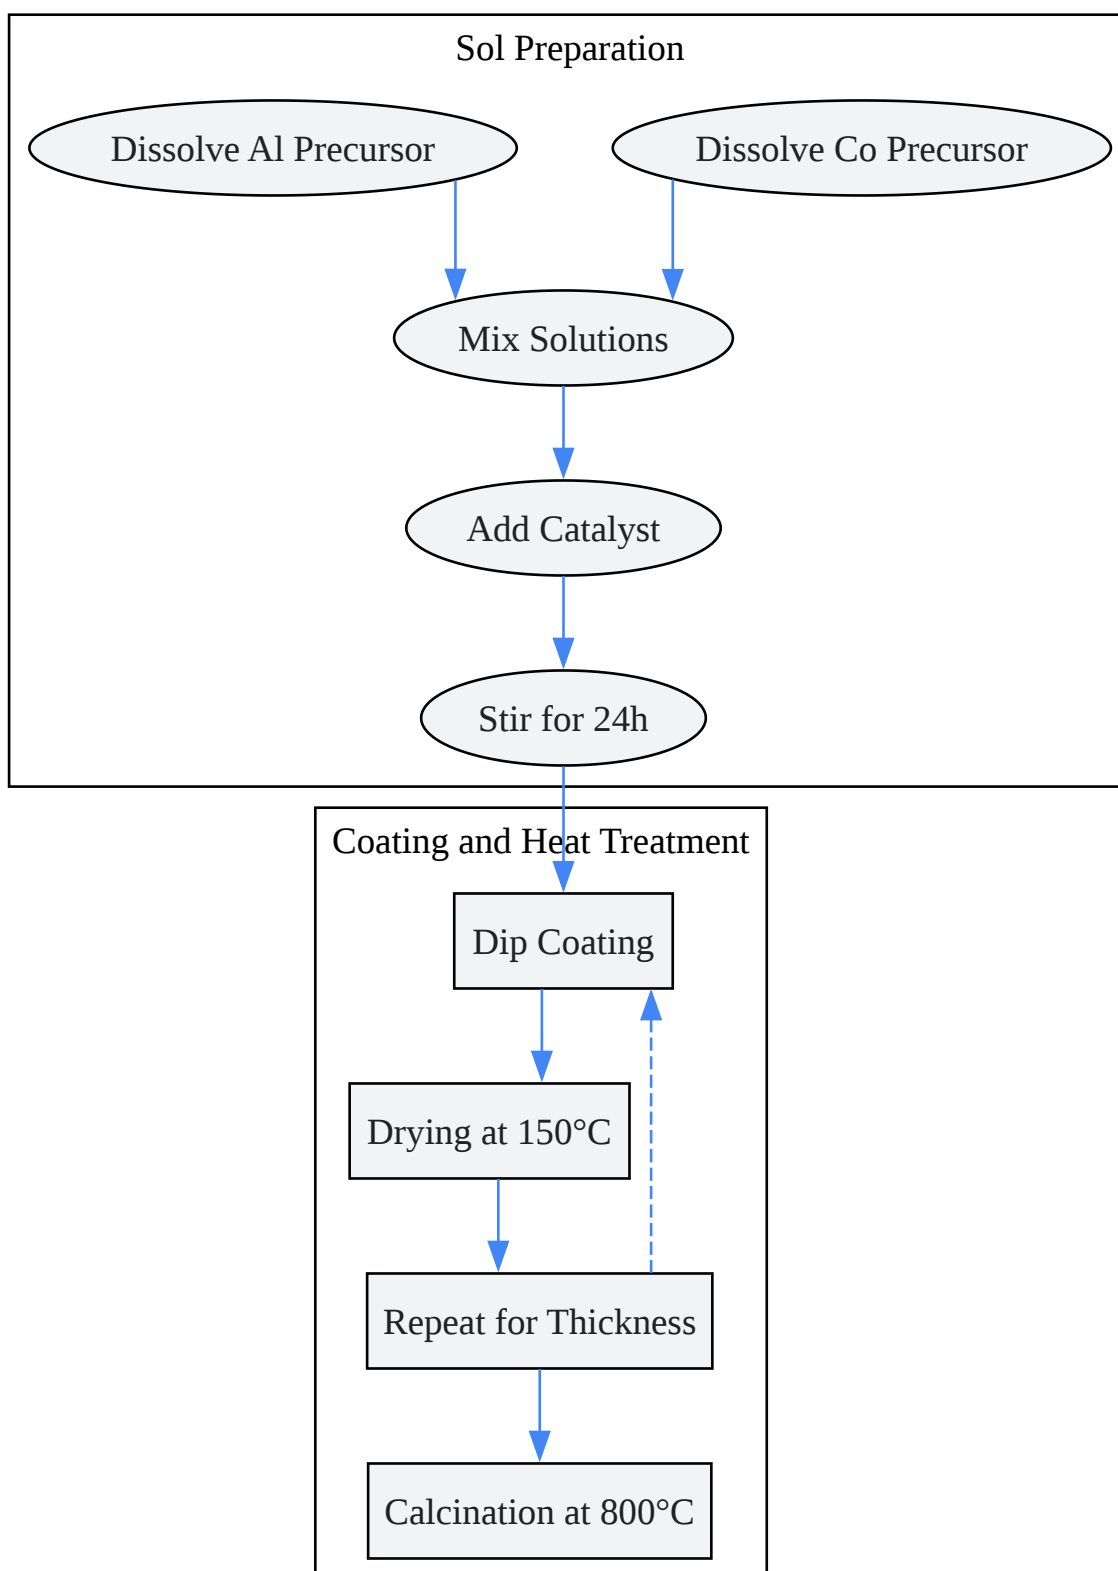 Sol Preparation
Dissolve Al Precursor
Dissolve Co Precursor
Mix Solutions
Add Catalyst
Stir for 24h
Coating and Heat Treatment
Dip Coating
Drying at 150°C
Repeat for Thickness
Calcination at 800°C